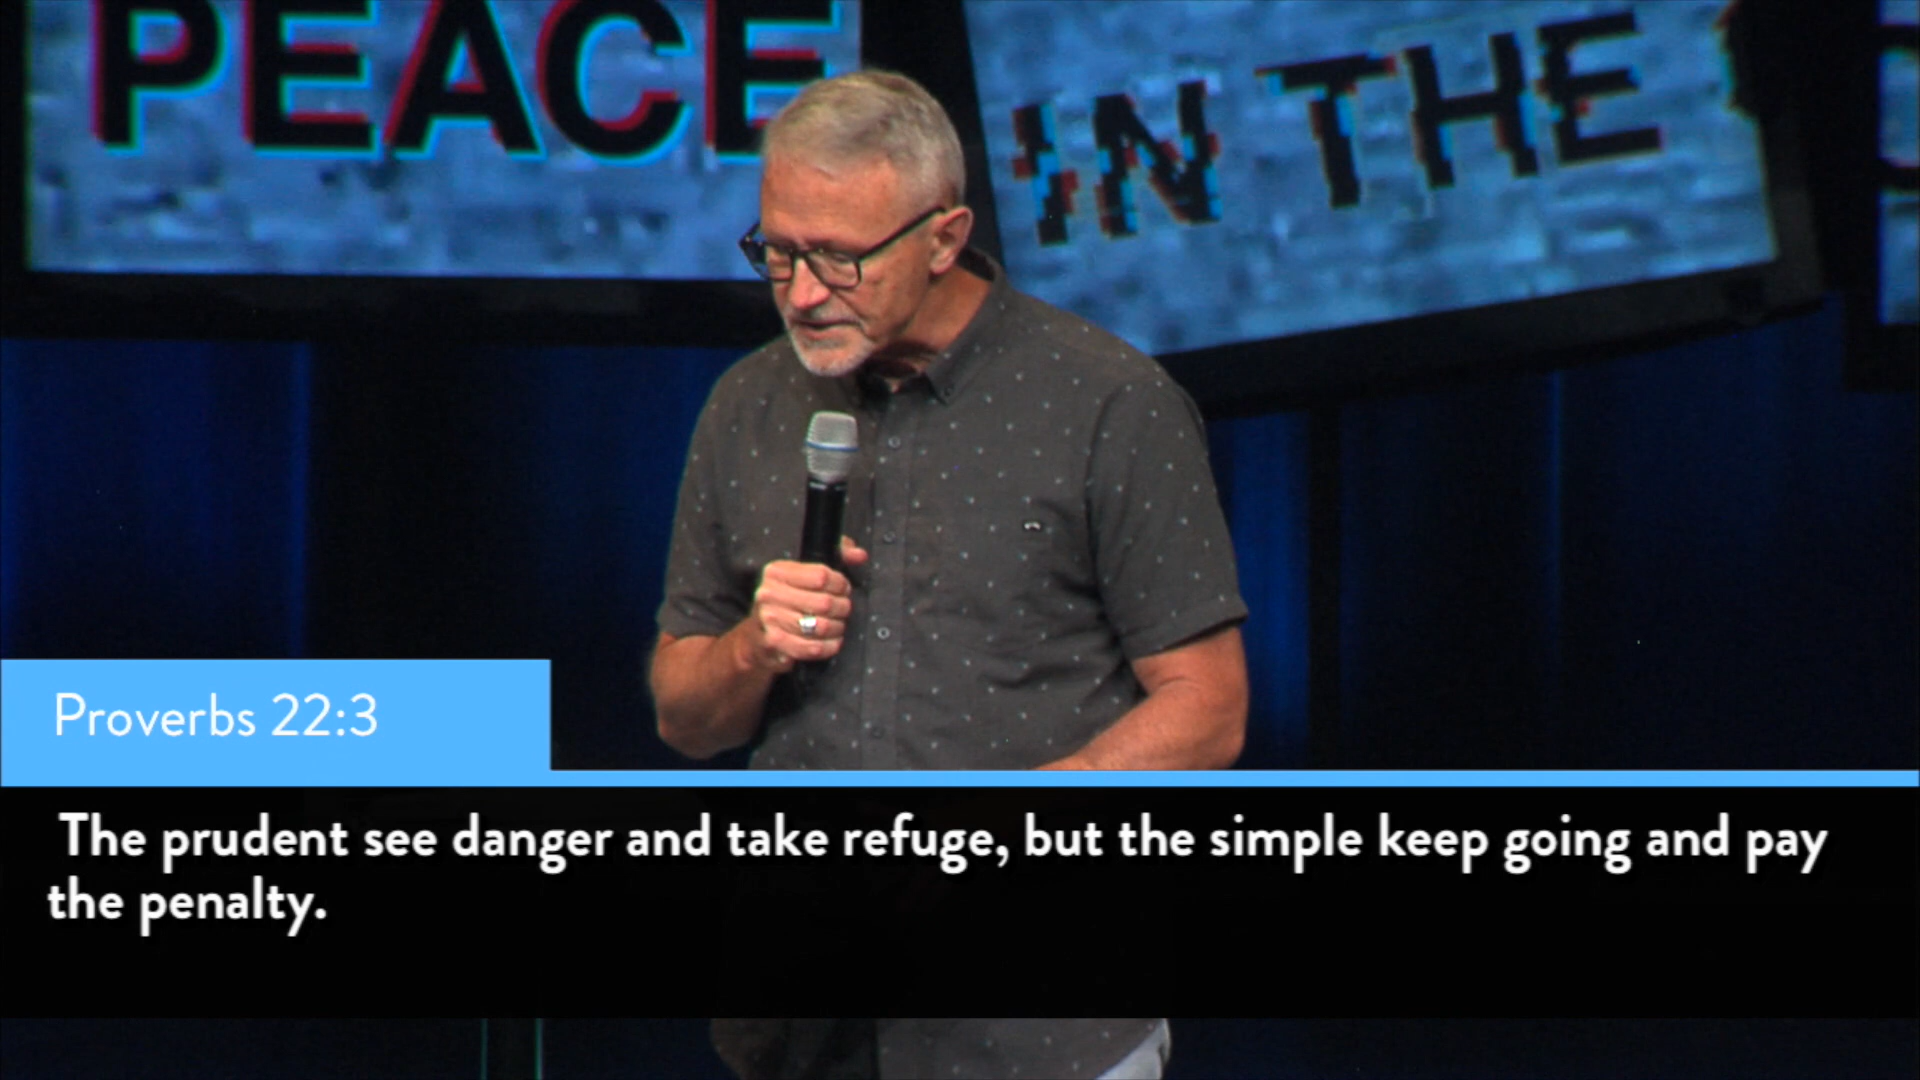 PEACE
IN THE
Proverbs 22:3
The prudent see danger and take refuge, but the simple keep going and pay
the penalty.